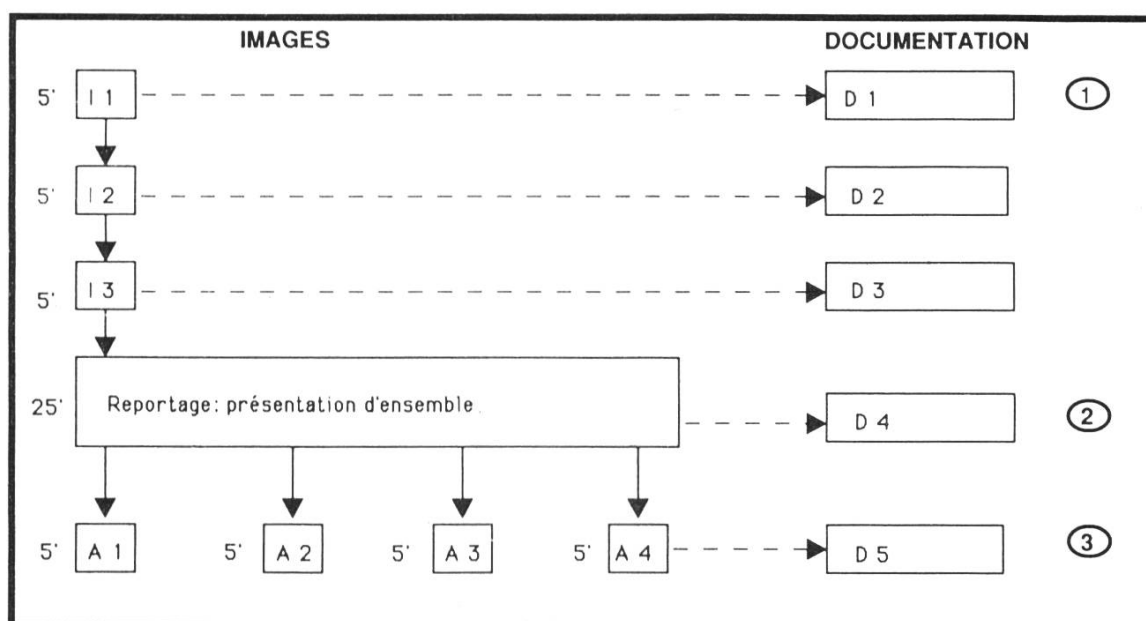 IMAGES DOCUMENTATION
5' I 1 D 1 1
5' I 2 D 2
5' I 3 D 3
25' Reportage: présentation d'ensemble D 4 2
5' A 1 5' A 2 5' A 3 5' A 4 D 5 3